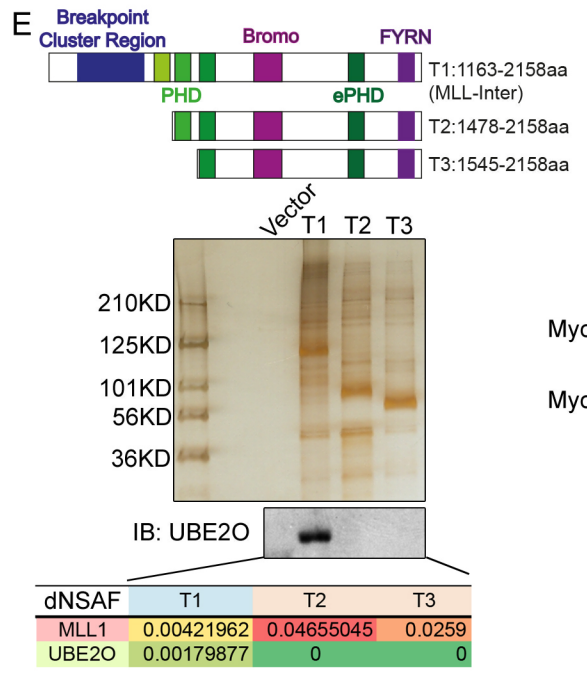 E
Breakpoint
Cluster Region
Bromo
FYRN
T1:1163-2158aa
(MLL-Inter)
PHD
ePHD
T2:1478-2158aa
T3:1545-2158aa
Vector T1 T2 T3
210KD
125KD
101KD
56KD
36KD
Myc
Myc
IB: UBE2O
dNSAF T1 T2 T3
MLL1 0.00421962 0.04655045 0.0259
UBE2O 0.00179877 0 0